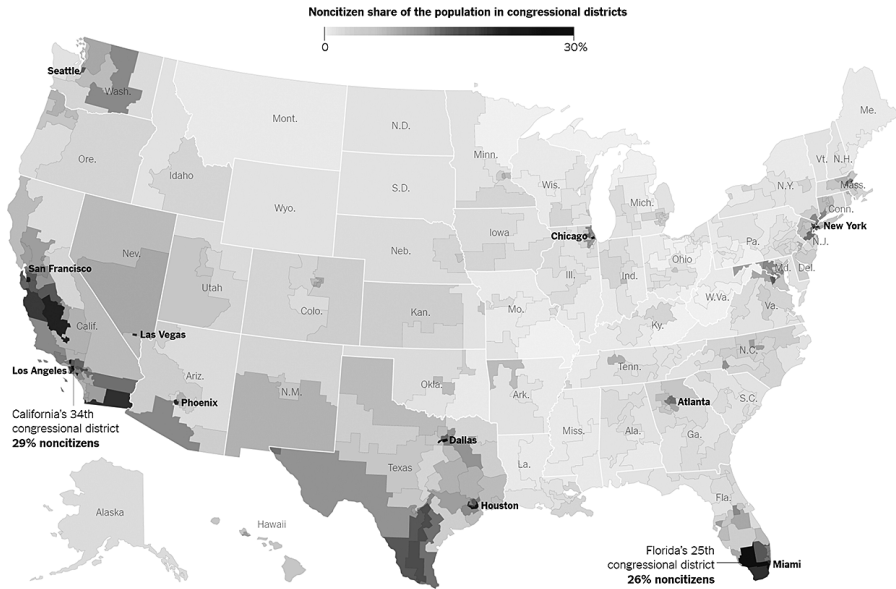 Noncitizen share of the population in congressional districts
0
30%
Seattle
Wash.
Mont.
N.D.
Minn.
Me.
Ore.
Idaho
S.D.
Wis.
Mich.
N.Y.
Vt.
N.H.
Mass.
Conn.
Wyo.
Iowa
Chicago
New York
San Francisco
Nev.
Utah
Colo.
Neb.
Kan.
Ill.
Ind.
Ohio
Pa.
N.J.
Md.
Del.
W.Va.
Va.
Calif.
Las Vegas
Mo.
Ky.
Los Angeles
Ariz.
Phoenix
N.M.
Okla.
Ark.
Tenn.
N.C.
S.C.
Atlanta
California's 34th
congressional district
29% noncitizens
Dallas
Texas
Miss.
Ala.
Ga.
La.
Houston
Fla.
Alaska
Hawaii
Florida's 25th
congressional district
26% noncitizens
Miami